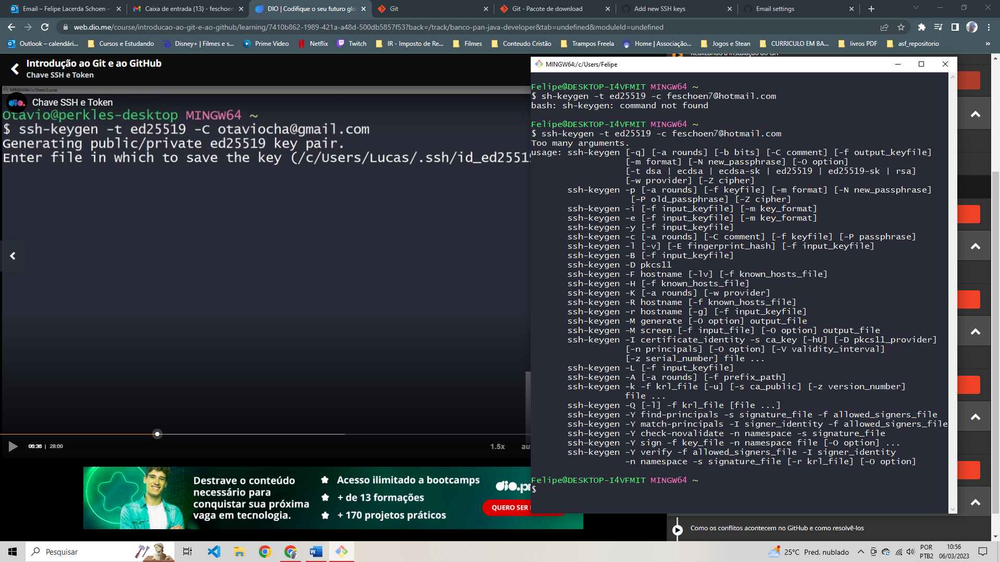 Email – Felipe Lacerda Schoen –
Caixa de entrada (13) - feschoen
DIO | Codifique o seu futuro glo
Git
Git - Pacote de download
Add new SSH keys
Email settings
web.dio.me/course/introducao-ao-git-e-ao-github/learning/7410b862-1989-421a-a48d-500db5857f53?back=/track/banco-pan-java-developer&tab=undefined&moduleId=undefined
Outlook – calendári...
Cursos e Estudando
Disney+ | Filmes e s...
Prime Video
Netflix
Twitch
IR - Imposto de Re...
Filmes
Conteudo Cristão
Trampos Freela
Home | Associação...
Jogos e Stean
CURRICULO EM BA...
livros PDF
asf_repositorio
»
Introdução ao Git e ao GitHub
Chave SSH e Token
MINGW64:/c/Users/Lucas
dio.
Chave SSH e Token
Otavio@perkles-desktop MINGW64 ~
$ ssh-keygen -t ed25519 -C otaviocha@gmail.com
Generating public/private ed25519 key pair.
Enter file in which to save the key (/c/Users/Lucas/.ssh/id_ed2551
06:36 | 28:00
1.5x
au
Destrave o conteúdo
necessário para
conquistar sua próxima
vaga em tecnologia.
Acesso ilimitado a bootcamps
+ de 13 formações
+ 170 projetos práticos
dio.pr
QUERO SER
Realizando a instalação do GIT
MINGW64:/c/Users/Felipe
Felipe@DESKTOP-I4VFMIT MINGW64 ~
$ sh-keygen -t ed25519 -c feschoen7@hotmail.com
bash: sh-keygen: command not found
Felipe@DESKTOP-I4VFMIT MINGW64 ~
$ ssh-keygen -t ed25519 -c feschoen7@hotmail.com
Too many arguments.
usage: ssh-keygen [-q] [-a rounds] [-b bits] [-C comment] [-f output_keyfile]
[-m format] [-N new_passphrase] [-O option]
[-t dsa | ecdsa | ecdsa-sk | ed25519 | ed25519-sk | rsa]
[-w provider] [-Z cipher]
ssh-keygen -p [-a rounds] [-f keyfile] [-m format] [-N new_passphrase]
[-P old_passphrase] [-Z cipher]
ssh-keygen -i [-f input_keyfile] [-m key_format]
ssh-keygen -e [-f input_keyfile] [-m key_format]
ssh-keygen -y [-f input_keyfile]
ssh-keygen -c [-a rounds] [-C comment] [-f keyfile] [-P passphrase]
ssh-keygen -l [-v] [-E fingerprint_hash] [-f input_keyfile]
ssh-keygen -B [-f input_keyfile]
ssh-keygen -D pkcs11
ssh-keygen -F hostname [-lv] [-f known_hosts_file]
ssh-keygen -H [-f known_hosts_file]
ssh-keygen -K [-a rounds] [-w provider]
ssh-keygen -R hostname [-f known_hosts_file]
ssh-keygen -r hostname [-g] [-f input_keyfile]
ssh-keygen -M generate [-O option] output_file
ssh-keygen -M screen [-f input_file] [-O option] output_file
ssh-keygen -I certificate_identity -s ca_key [-hU] [-D pkcs11_provider]
[-n principals] [-O option] [-V validity_interval]
[-z serial_number] file ...
ssh-keygen -L [-f input_keyfile]
ssh-keygen -A [-a rounds] [-f prefix_path]
ssh-keygen -k -f krl_file [-u] [-s ca_public] [-z version_number]
file ...
ssh-keygen -Q [-l] -f krl_file [file ...]
ssh-keygen -Y find-principals -s signature_file -f allowed_signers_file
ssh-keygen -Y match-principals -I signer_identity -f allowed_signers_file
ssh-keygen -Y check-novalidate -n namespace -s signature_file
ssh-keygen -Y sign -f key_file -n namespace file [-O option] ...
ssh-keygen -Y verify -f allowed_signers_file -I signer_identity
-n namespace -s signature_file [-r krl_file] [-O option]
Felipe@DESKTOP-I4VFMIT MINGW64 ~
$
Como os conflitos acontecem no GitHub e como resolvê-los
Pesquisar
25°C Pred. nublado
POR
PTB2
10:56
06/03/2023